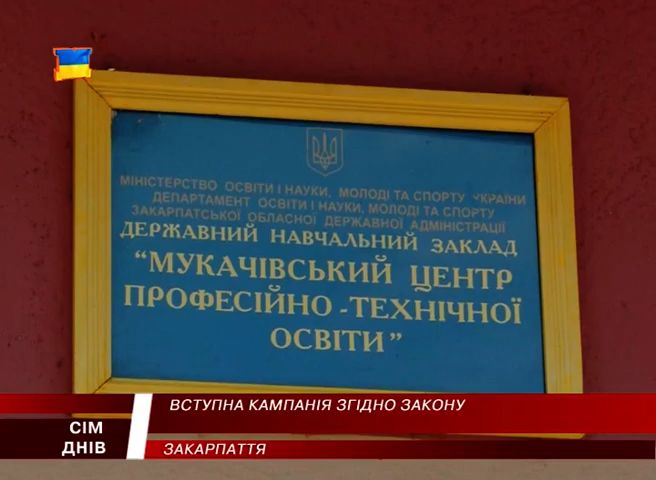 МІНІСТЕРСТВО ОСВІТИ І НАУКИ, МОЛОДІ ТА СПОРТУ УКРАЇНИ
ДЕПАРТАМЕНТ ОСВІТИ І НАУКИ, МОЛОДІ ТА СПОРТУ
ЗАКАРПАТСЬКОЇ ОБЛАСНОЇ ДЕРЖАВНОЇ АДМІНІСТРАЦІЇ
ДЕРЖАВНИЙ НАВЧАЛЬНИЙ ЗАКЛАД
“МУКАЧІВСЬКИЙ ЦЕНТР
ПРОФЕСІЙНО-ТЕХНІЧНОЇ
ОСВІТИ”
ВСТУПНА КАМПАНІЯ ЗГІДНО ЗАКОНУ
СІМ
ДНІВ
ЗАКАРПАТТЯ